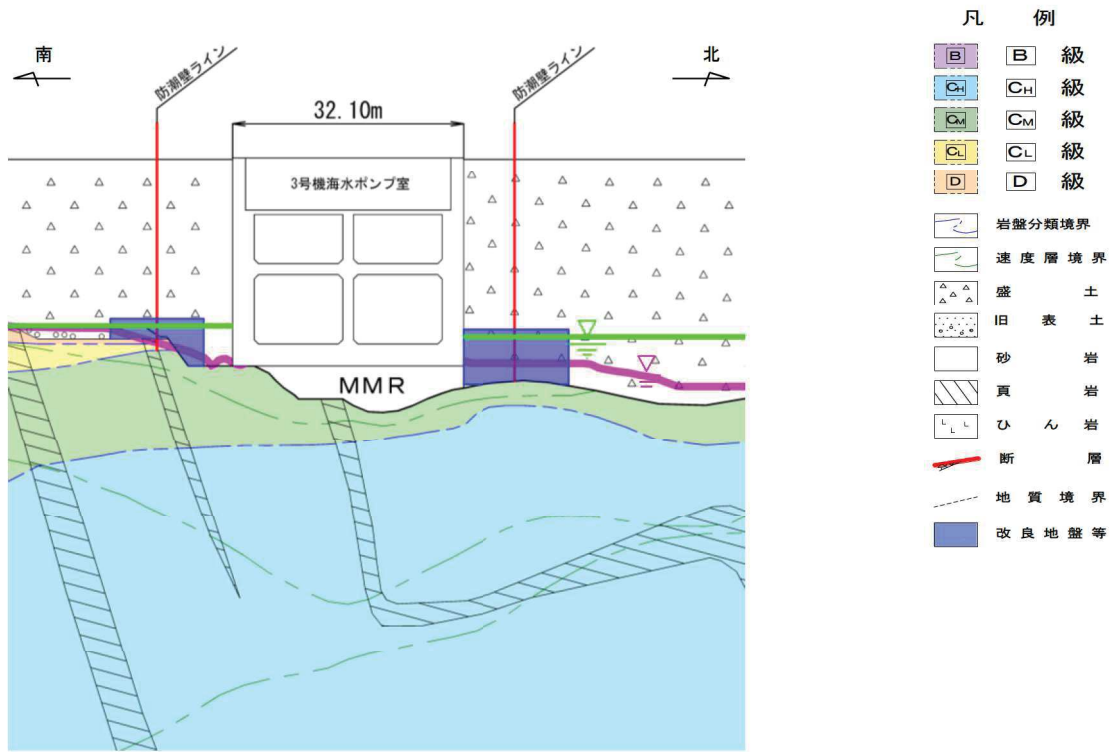 南
北
防潮壁ライン
防潮壁ライン
32.10m
3号機海水ポンプ室
MMR
凡 例
B B 級
CH CH 級
CM CM 級
CL CL 級
D D 級
岩盤分類境界
速度層境界
盛土
旧表土
砂岩
頁岩
ひん岩
断層
地質境界
改良地盤等